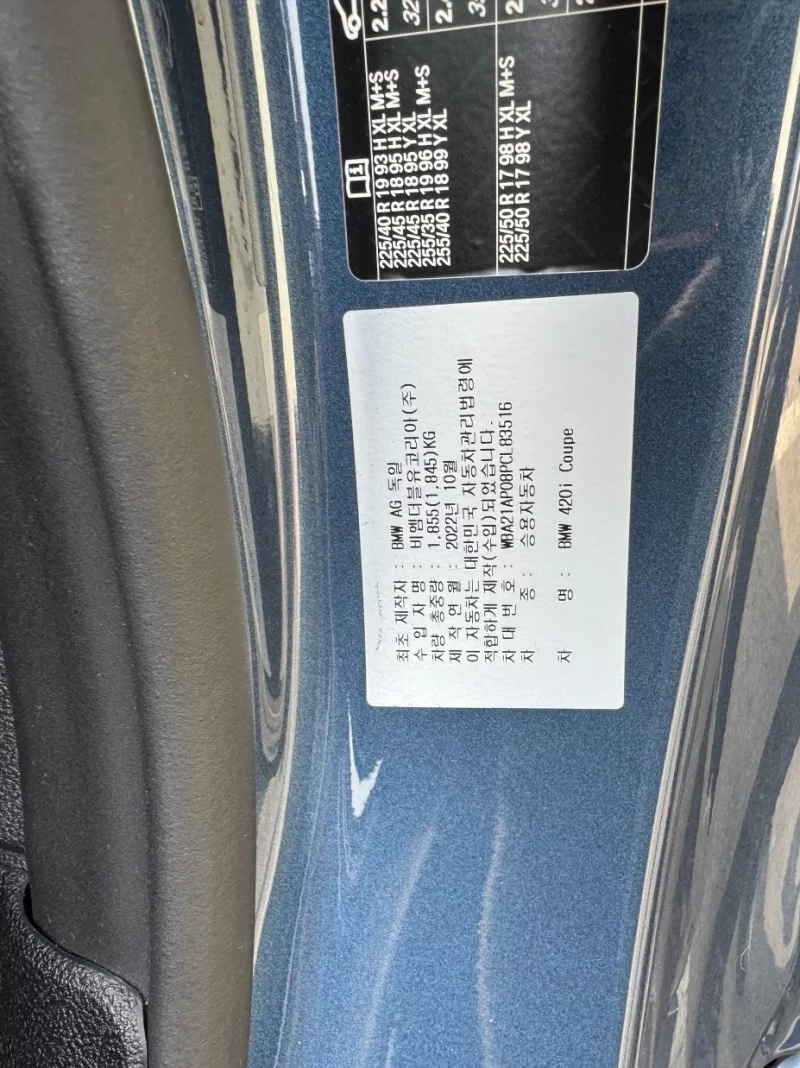 225/40 R 19 93 H XL M+S
225/45 R 18 95 H XL M+S
225/45 R 18 95 Y XL
255/35 R 19 96 H XL M+S
255/40 R 18 99 Y XL
225/50 R 17 98 H XL M+S
225/50 R 17 98 Y XL
최초 제작자 : BMW AG 독일
수 입 자 명 : 비엠더블유코리아(주)
차량 총중량 : 1,855(1,845)KG
제 작 연 월 : 2022년 10월
이 자동차는 대한민국 자동차관리법령에
적합하게 제작(수입)되었습니다.
차 대 번 호 : WBA21AP08PCL83516
차 종 : 승용자동차
차 명 : BMW 420i Coupe